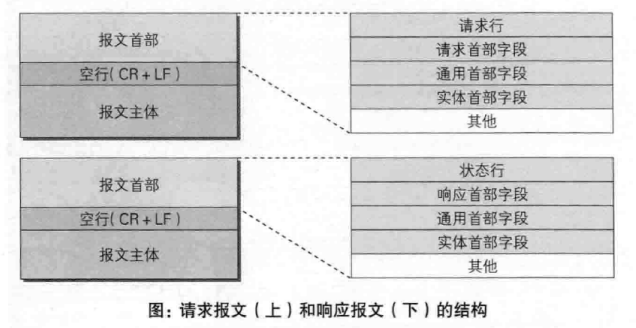 报文首部
空行(CR+LF)
报文主体
请求行
请求首部字段
通用首部字段
实体首部字段
其他
报文首部
空行(CR+LF)
报文主体
状态行
响应首部字段
通用首部字段
实体首部字段
其他
图：请求报文（上）和响应报文（下）的结构